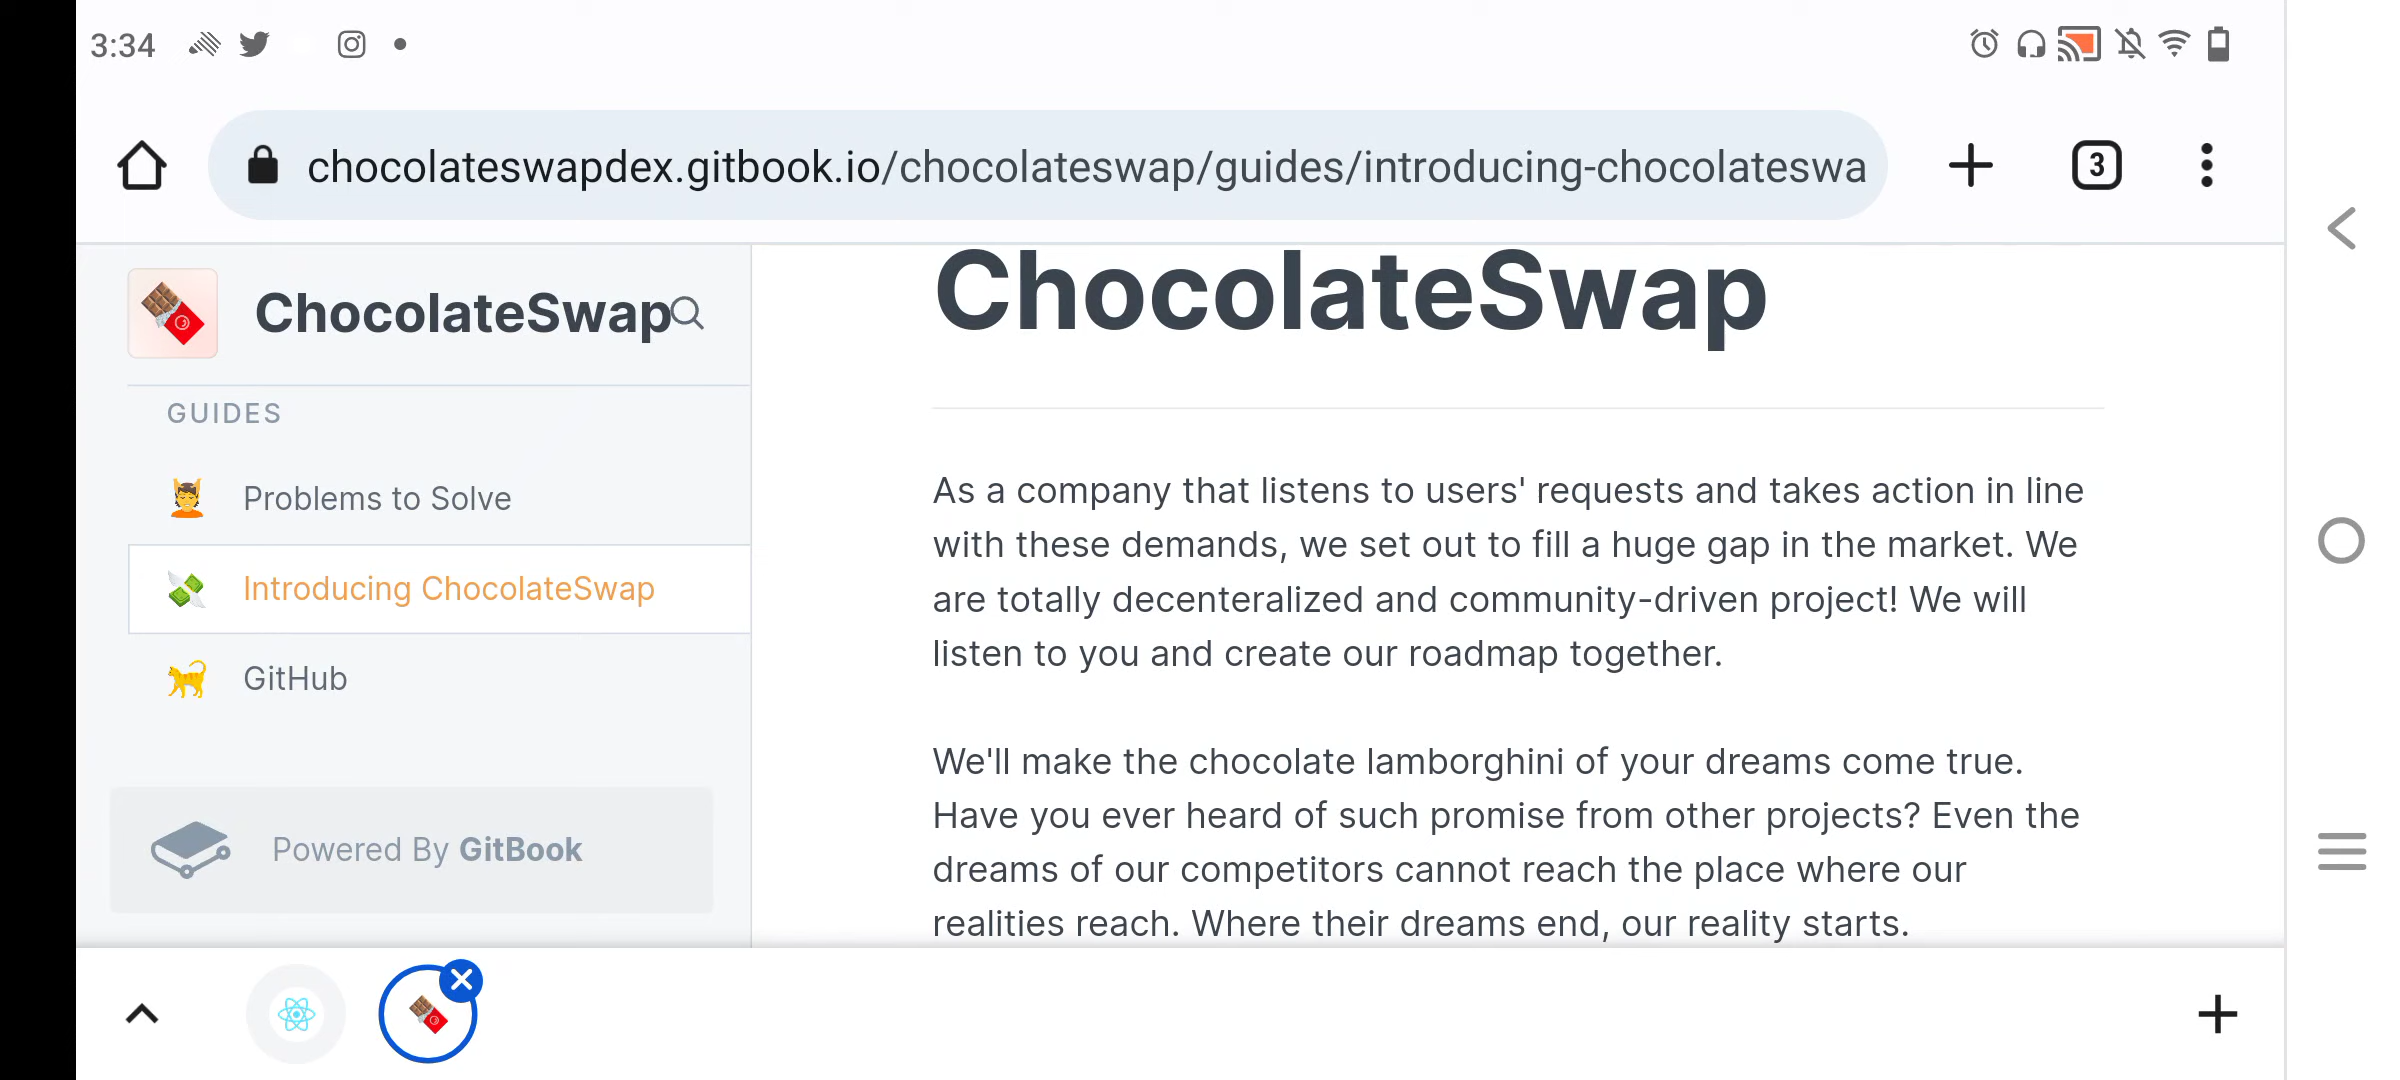 3:34
chocolateswapdex.gitbook.io/chocolateswap/guides/introducing-chocolateswa
3
ChocolateSwap
GUIDES
Problems to Solve
Introducing ChocolateSwap
GitHub
Powered By GitBook
ChocolateSwap
As a company that listens to users' requests and takes action in line
with these demands, we set out to fill a huge gap in the market. We
are totally decenteralized and community-driven project! We will
listen to you and create our roadmap together.
We'll make the chocolate lamborghini of your dreams come true.
Have you ever heard of such promise from other projects? Even the
dreams of our competitors cannot reach the place where our
realities reach. Where their dreams end, our reality starts.